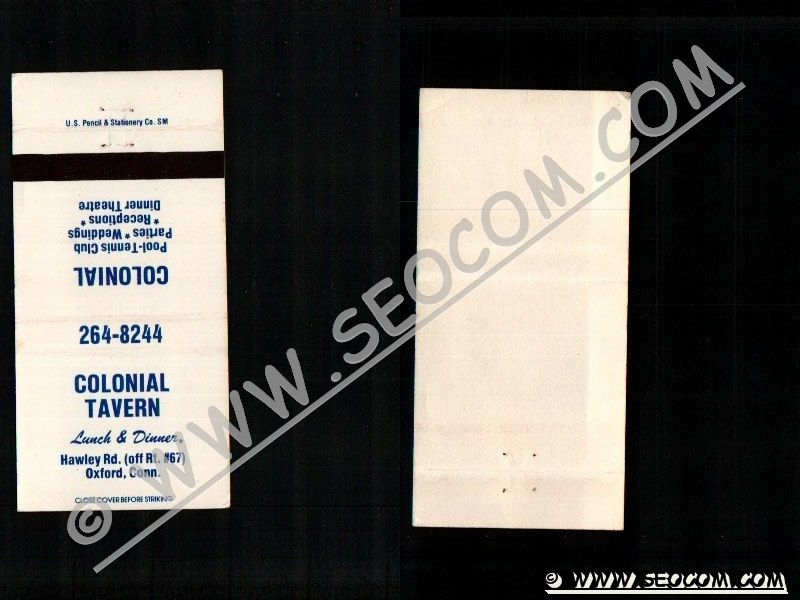 U.S. Pencil & Stationery Co. SM
Dinner Theatre
* Receptions *
Parties * Weddings
Pool-Tennis Club
COLONIAL
264-8244
COLONIAL
TAVERN
Lunch & Dinner
Hawley Rd. (off Rt. #67)
Oxford, Conn.
CLOSE COVER BEFORE STRIKING
© WWW.SEOCOM.COM
© WWW.SEOCOM.COM